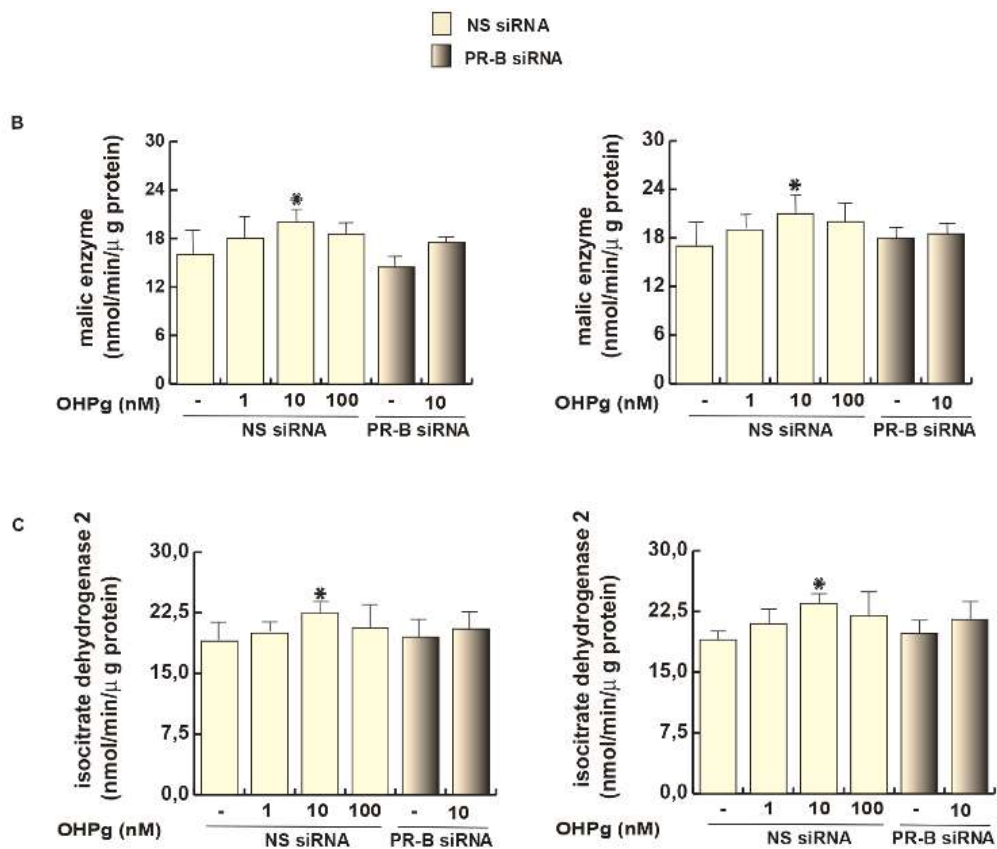 NS siRNA
PR-B siRNA
B
malic enzyme
(nmol/min/μ g protein)
30
24
18
12
6
0
*
OHPg (nM)
- 1 10 100 - 10
NS siRNA PR-B siRNA
malic enzyme
(nmol/min/μ g protein)
30
24
18
12
6
0
*
OHPg (nM)
- 1 10 100 - 10
NS siRNA PR-B siRNA
C
isocitrate dehydrogenase 2
(nmol/min/μ g protein)
30,0
22,5
15,0
7,5
0,0
*
OHPg (nM)
- 1 10 100 - 10
NS siRNA PR-B siRNA
isocitrate dehydrogenase 2
(nmol/min/μ g protein)
30,0
22,5
15,0
7,5
0,0
*
OHPg (nM)
- 1 10 100 - 10
NS siRNA PR-B siRNA